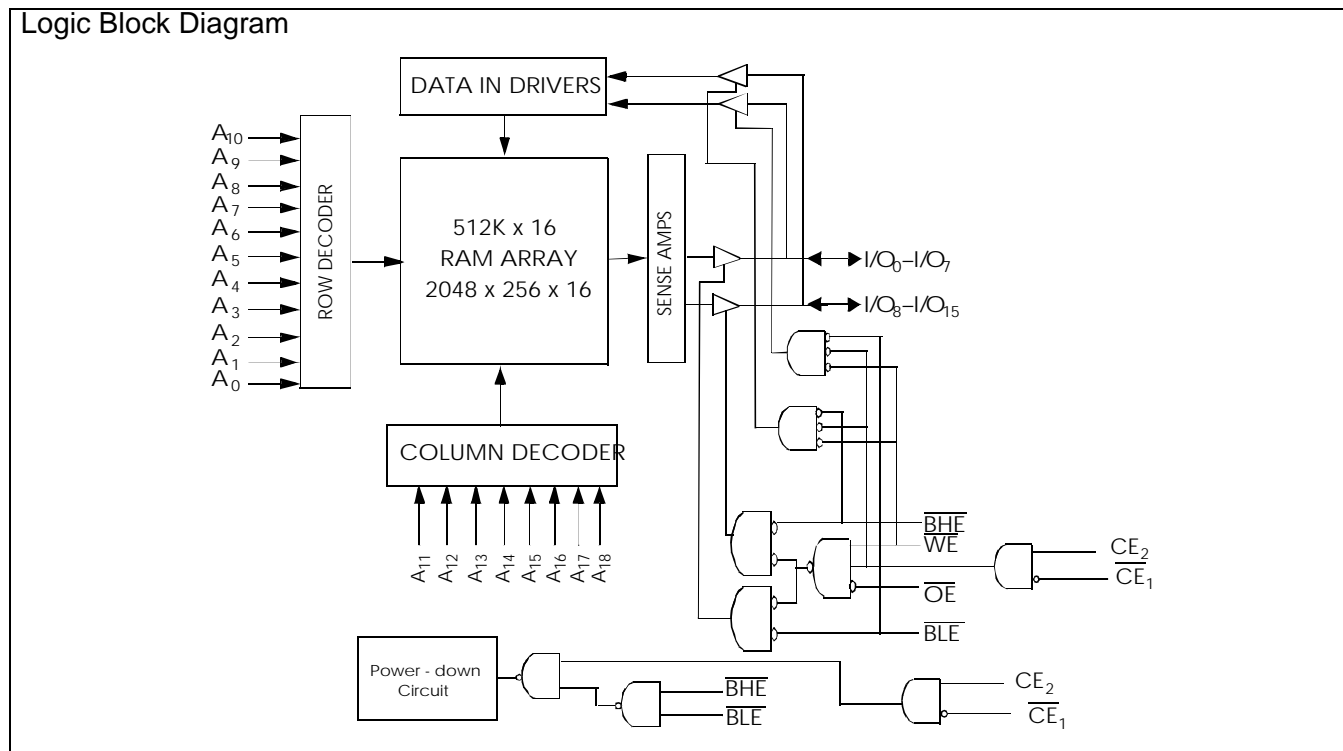 Logic Block Diagram
DATA IN DRIVERS
A10
A9
A8
A7
A6
A5
A4
A3
A2
A1
A0
ROW DECODER
512K x 16
RAM ARRAY
2048 x 256 x 16
SENSE AMPS
I/O0–I/O7
I/O8–I/O15
COLUMN DECODER
A11
A12
A13
A14
A15
A16
A17
A18
BHE
WE
OE
BLE
CE2
CE1
Power - down
Circuit
BHE
BLE
CE2
CE1